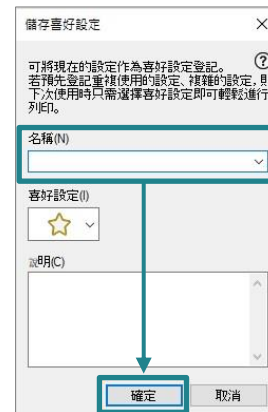 儲存喜好設定
可將現在的設定作為喜好設定登記。
若預先登記重複使用的設定、複雜的設定,則
下次使用時只需選擇喜好設定即可輕鬆進行
列印。
名稱(N)
喜好設定(I)
說明(C)
確定 取消